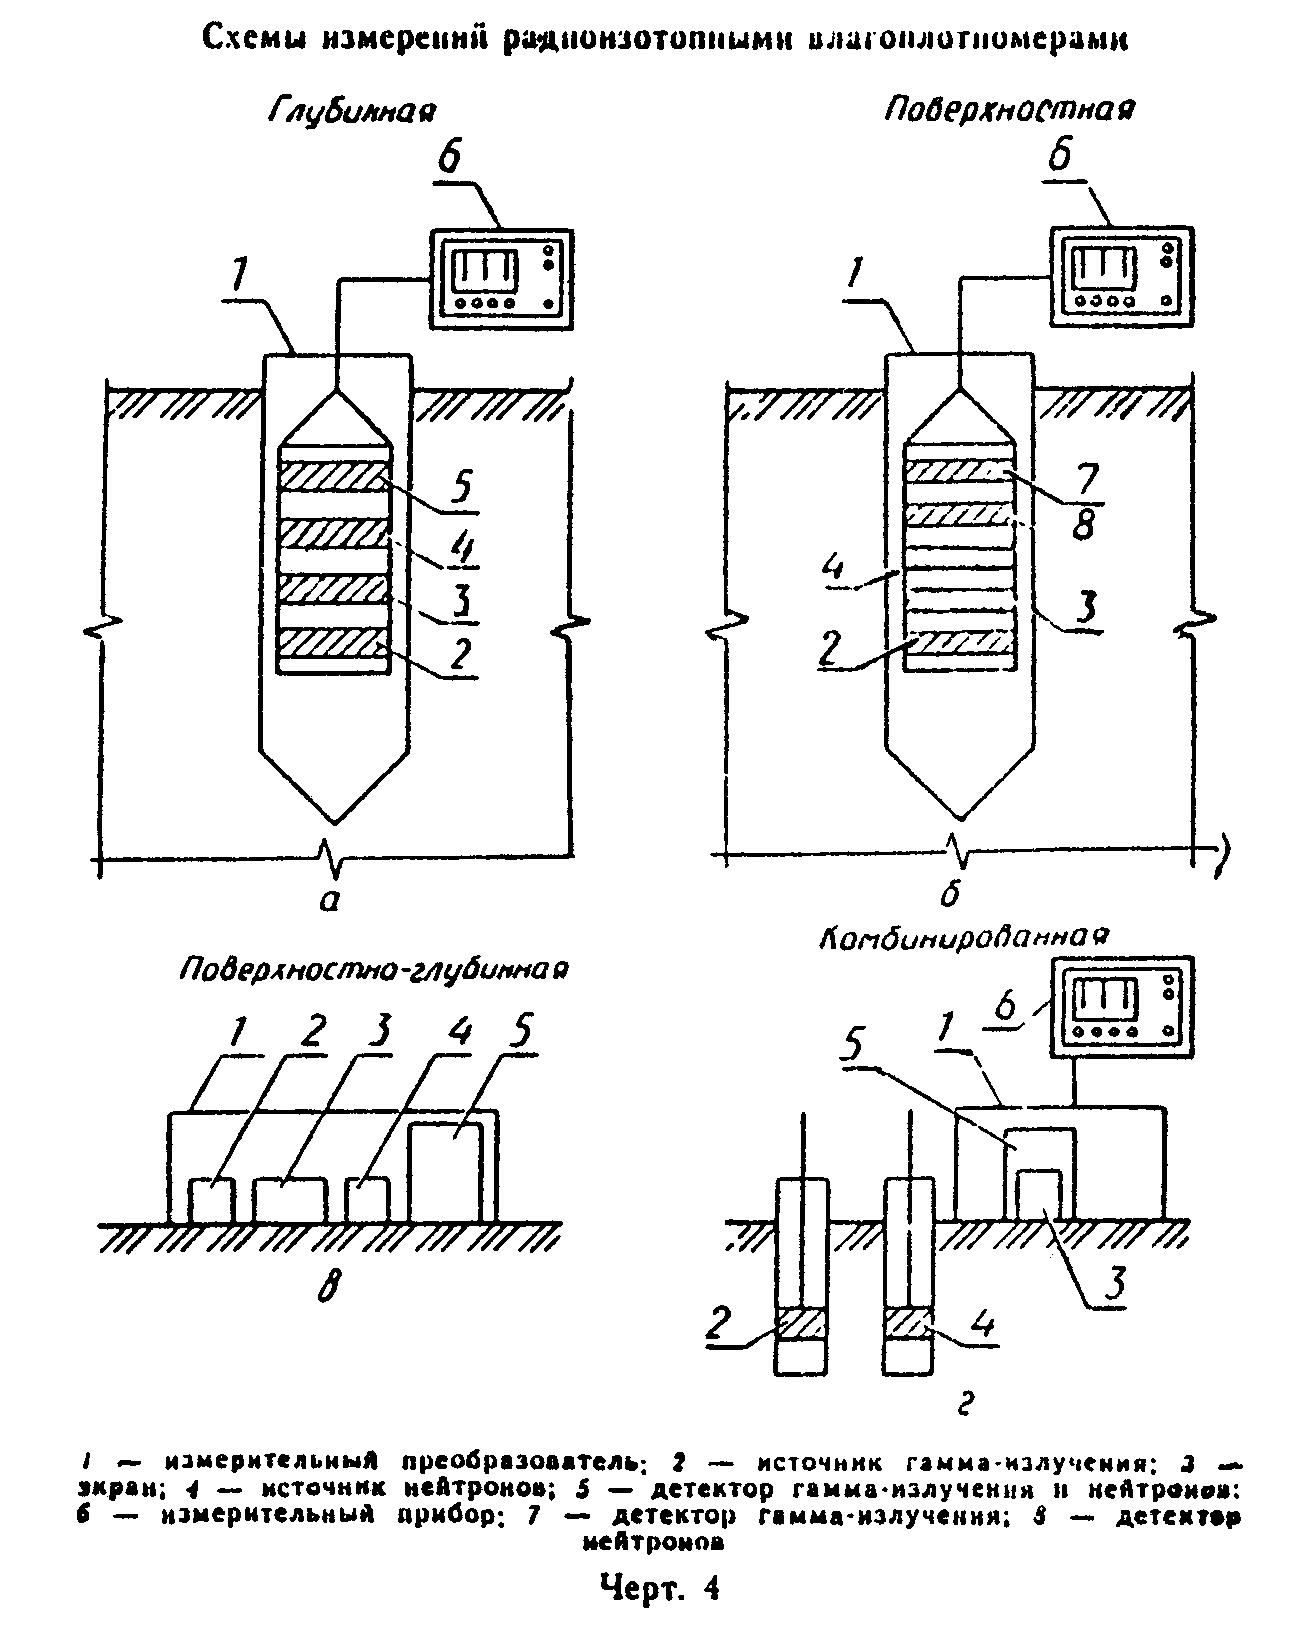 Схемы измерений радиоизотопными влагоплотномерами
Глубинная
Поверхностная
6
6
1
1
5
4
3
2
7
8
4
3
2
а
б
Поверхностно-глубинная
Комбинированная
1 2 3 4 5
6
1
5
3
2
4
в
г
1 — измерительный преобразователь; 2 — источник гамма-излучения; 3 —
экран; 4 — источник нейтронов; 5 — детектор гамма-излучения и нейтронов;
6 — измерительный прибор; 7 — детектор гамма-излучения; 8 — детектор
нейтронов
Черт. 4